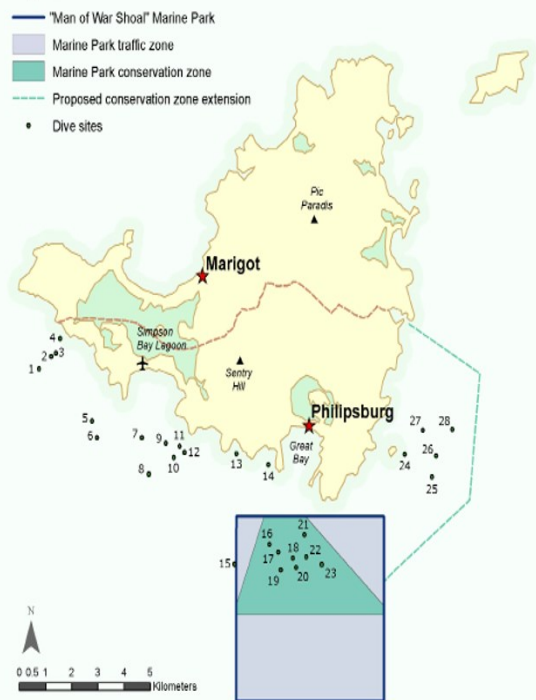 "Man of War Shoal" Marine Park
Marine Park traffic zone
Marine Park conservation zone
Proposed conservation zone extension
Dive sites
Pic
Paradis
Marigot
Simpson
Bay Lagoon
Sentry
Hill
Philipsburg
Great
Bay
4
2 3
1
5
6
7
9
11
12
10
8
13
14
27 28
24
26
25
21
16
18
17
22
15
19
20
23
N
0 0.5 1 2 3 4 5
Kilometers